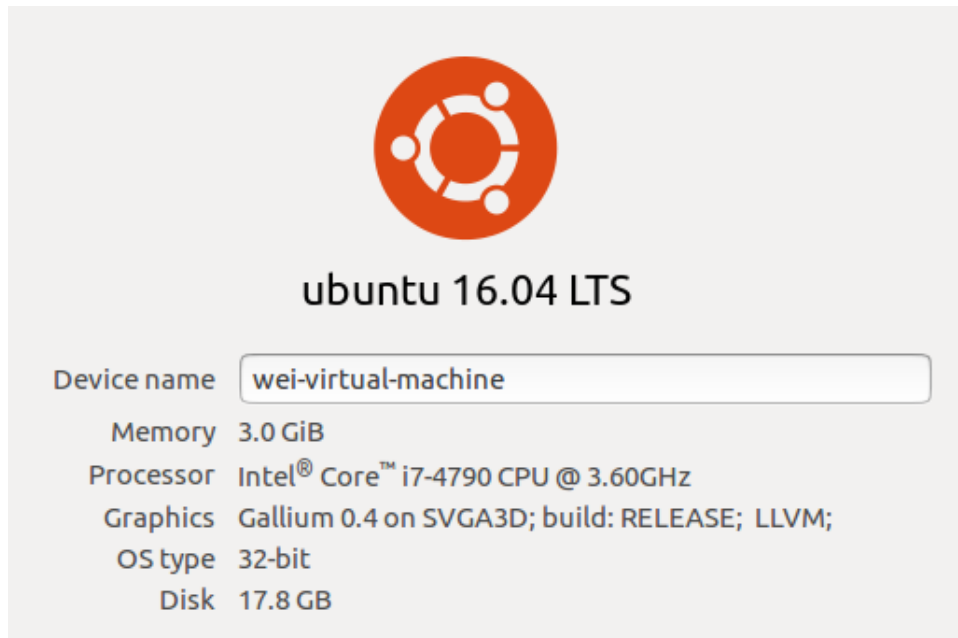 ubuntu 16.04 LTS
Device name wei-virtual-machine
Memory 3.0 GiB
Processor Intel® Core™ i7-4790 CPU @ 3.60GHz
Graphics Gallium 0.4 on SVGA3D; build: RELEASE;  LLVM;
OS type 32-bit
Disk 17.8 GB